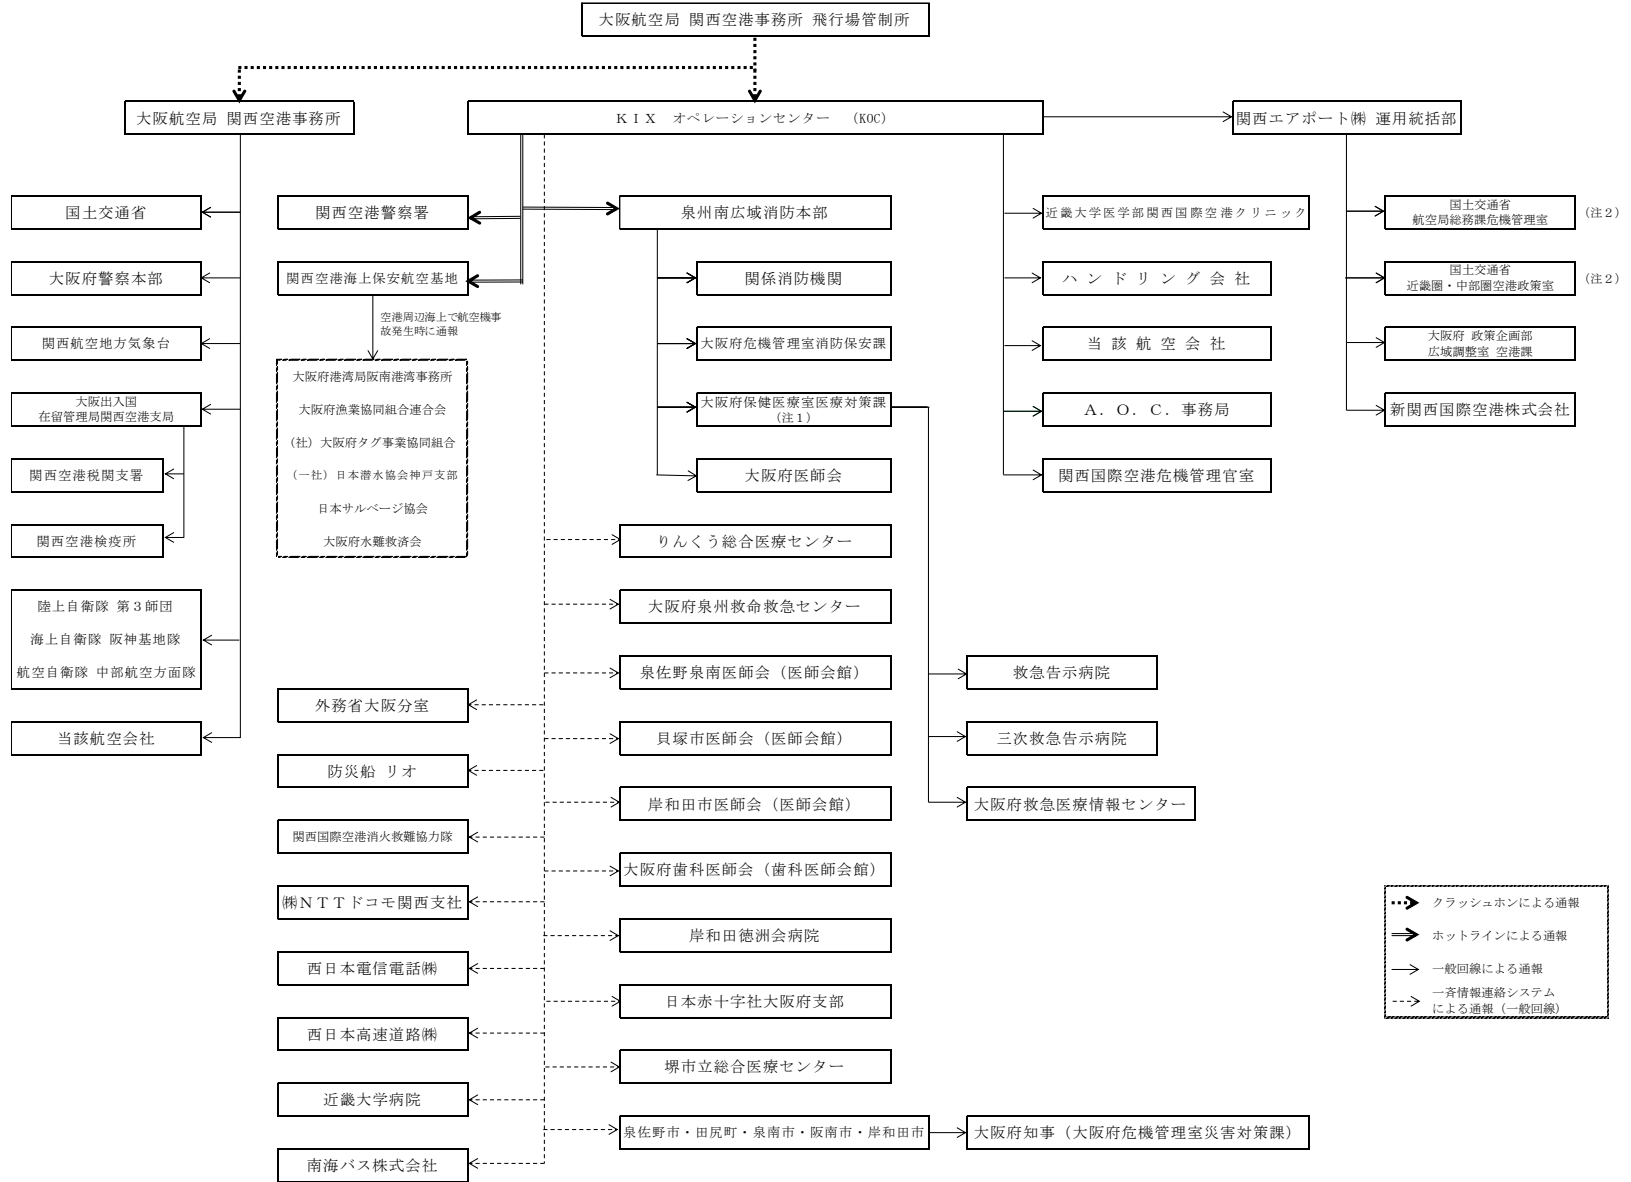 大阪航空局 関西空港事務所 飛行場管制所
大阪航空局 関西空港事務所
ＫＩＸ　オペレーションセンター　（KOC）
関西エアポート㈱ 運用統括部
国土交通省
大阪府警察本部
関西航空地方気象台
大阪出入国
在留管理局関西空港支局
関西空港税関支署
関西空港検疫所
陸上自衛隊 第３師団
海上自衛隊 阪神基地隊
航空自衛隊 中部航空方面隊
当該航空会社
関西空港警察署
関西空港海上保安航空基地
空港周辺海上で航空機事
故発生時に通報
大阪府港湾局阪南港湾事務所
大阪府漁業協同組合連合会
（社）大阪府タグ事業協同組合
（一社）日本潜水協会神戸支部
日本サルベージ協会
大阪府水難救済会
外務省大阪分室
防災船 リオ
関西国際空港消火救難協力隊
㈱ＮＴＴドコモ関西支社
西日本電信電話㈱
西日本高速道路㈱
近畿大学病院
南海バス株式会社
泉州南広域消防本部
関係消防機関
大阪府危機管理室消防保安課
大阪府保健医療室医療対策課
（注１）
大阪府医師会
りんくう総合医療センター
大阪府泉州救命救急センター
泉佐野泉南医師会（医師会館）
貝塚市医師会（医師会館）
岸和田市医師会（医師会館）
大阪府歯科医師会（歯科医師会館）
岸和田徳洲会病院
日本赤十字社大阪府支部
堺市立総合医療センター
泉佐野市・田尻町・泉南市・阪南市・岸和田市
大阪府知事（大阪府危機管理室災害対策課）
救急告示病院
三次救急告示病院
大阪府救急医療情報センター
近畿大学医学部関西国際空港クリニック
ハ ン ド リ ン グ 会 社
当 該 航 空 会 社
Ａ．Ｏ．Ｃ．事務局
関西国際空港危機管理官室
国土交通省
航空局総務課危機管理室
（注２）
国土交通省
近畿圏・中部圏空港政策室
（注２）
大阪府 政策企画部
広域調整室 空港課
新関西国際空港株式会社
クラッシュホンによる通報
ホットラインによる通報
一般回線による通報
一斉情報連絡システム
による通報（一般回線）